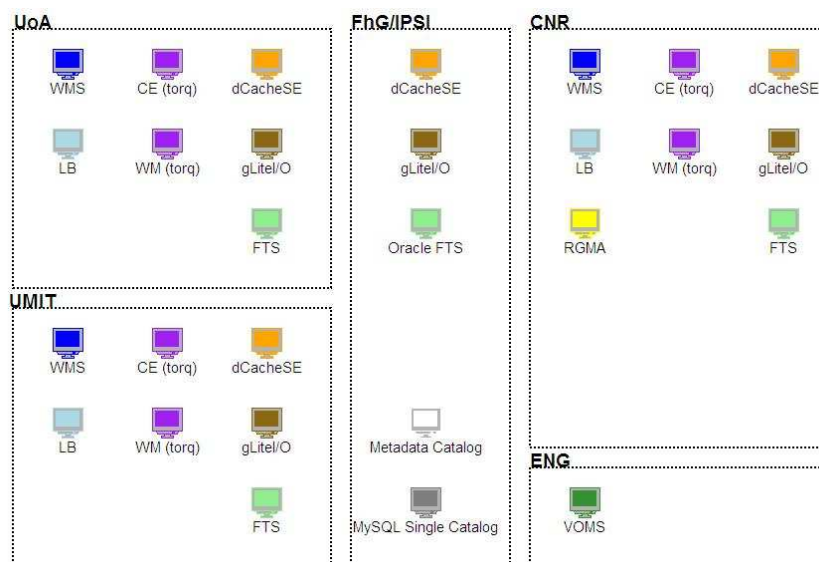 UoA
WMS CE (torq) dCacheSE
LB WM (torq) gLiteI/O
FTS
UMIT
WMS CE (torq) dCacheSE
LB WM (torq) gLiteI/O
FTS
FhG/IPSI
dCacheSE
gLiteI/O
Oracle FTS
Metadata Catalog
MySQL Single Catalog
CNR
WMS CE (torq) dCacheSE
LB WM (torq) gLiteI/O
RGMA FTS
ENG
VOMS